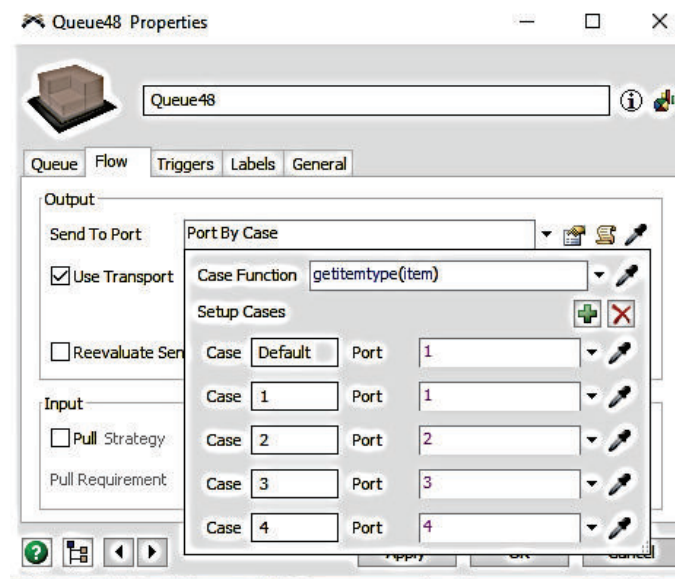 Queue48 Properties
Queue48
Queue Flow Triggers Labels General
Output
Send To Port Port By Case
Use Transport Case Function getitemtype(item)
Setup Cases
Reevaluate Sen Case Default Port 1
Input Case 1 Port 1
Pull Strategy Case 2 Port 2
Pull Requirement Case 3 Port 3
Case 4 Port 4